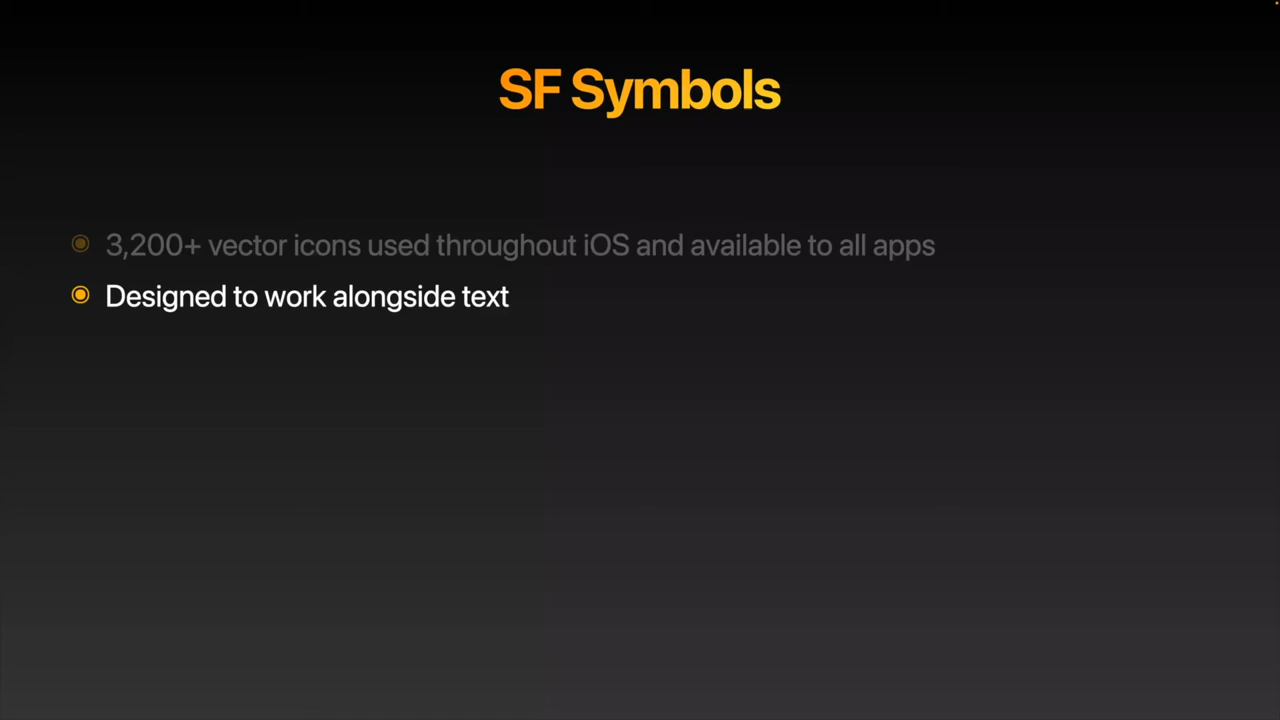 SF Symbols
3,200+ vector icons used throughout iOS and available to all apps
Designed to work alongside text